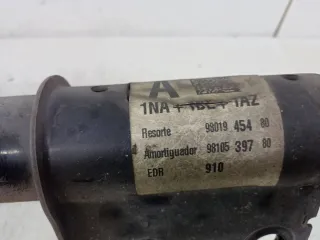 A
1NA + 1BE + 1AZ
Resorte 98019 454 80
Amortiguador 98105 397 80
EDR 910